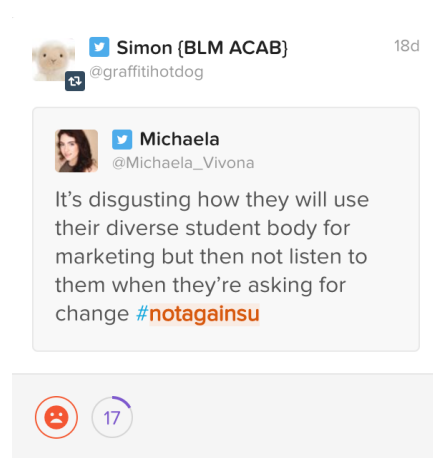 Simon {BLM ACAB} 18d
@graffitihotdog
Michaela
@Michaela_Vivona
It's disgusting how they will use
their diverse student body for
marketing but then not listen to
them when they're asking for
change #notagainsu
17